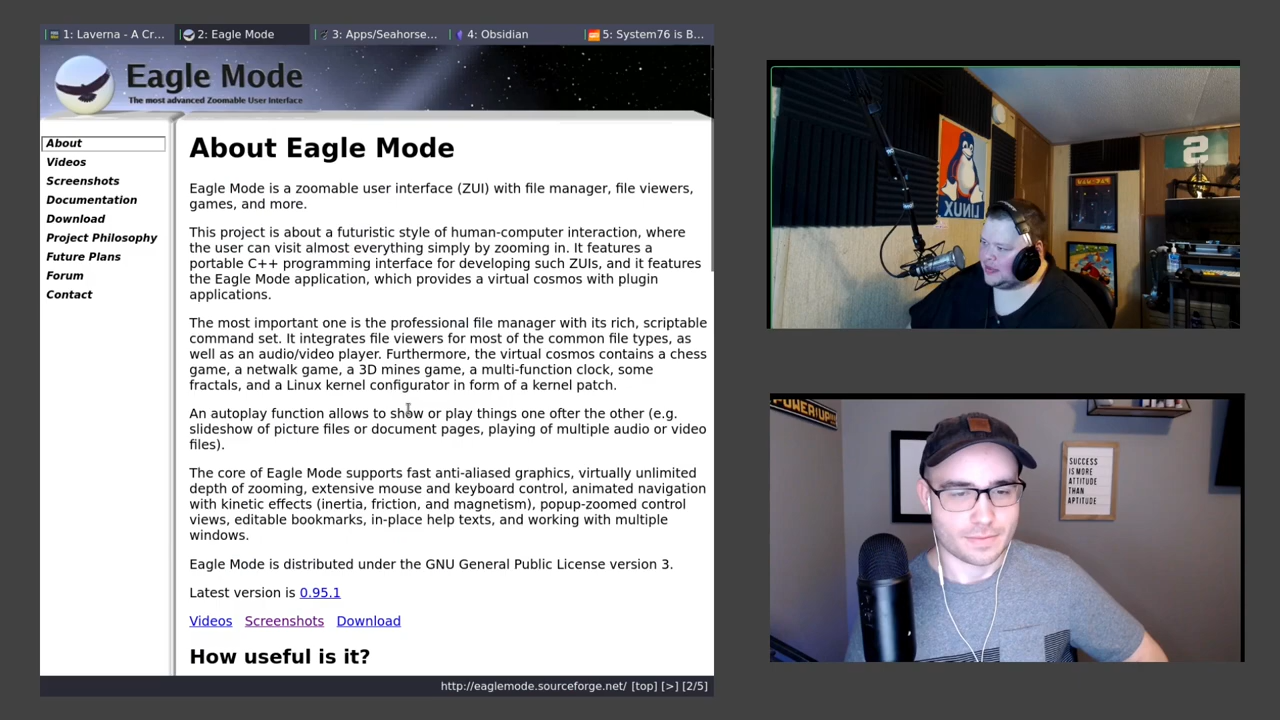 1: Laverna - A Cr...
2: Eagle Mode
3: Apps/Seahorse...
4: Obsidian
5: System76 is B...
Eagle Mode
The most advanced Zoomable User Interface
About
Videos
Screenshots
Documentation
Download
Project Philosophy
Future Plans
Forum
Contact
About Eagle Mode
Eagle Mode is a zoomable user interface (ZUI) with file manager, file viewers,
games, and more.
This project is about a futuristic style of human-computer interaction, where
the user can visit almost everything simply by zooming in. It features a
portable C++ programming interface for developing such ZUIs, and it features
the Eagle Mode application, which provides a virtual cosmos with plugin
applications.
The most important one is the professional file manager with its rich, scriptable
command set. It integrates file viewers for most of the common file types, as
well as an audio/video player. Furthermore, the virtual cosmos contains a chess
game, a netwalk game, a 3D mines game, a multi-function clock, some
fractals, and a Linux kernel configurator in form of a kernel patch.
An autoplay function allows to show or play things one ofter the other (e.g.
slideshow of picture files or document pages, playing of multiple audio or video
files).
The core of Eagle Mode supports fast anti-aliased graphics, virtually unlimited
depth of zooming, extensive mouse and keyboard control, animated navigation
with kinetic effects (inertia, friction, and magnetism), popup-zoomed control
views, editable bookmarks, in-place help texts, and working with multiple
windows.
Eagle Mode is distributed under the GNU General Public License version 3.
Latest version is 0.95.1
Videos Screenshots Download
How useful is it?
http://eaglemode.sourceforge.net/ [top] [>] [2/5]
LINUX
S
POWER UP!
SUCCESS
IS MORE
ATTITUDE
THAN
APTITUDE